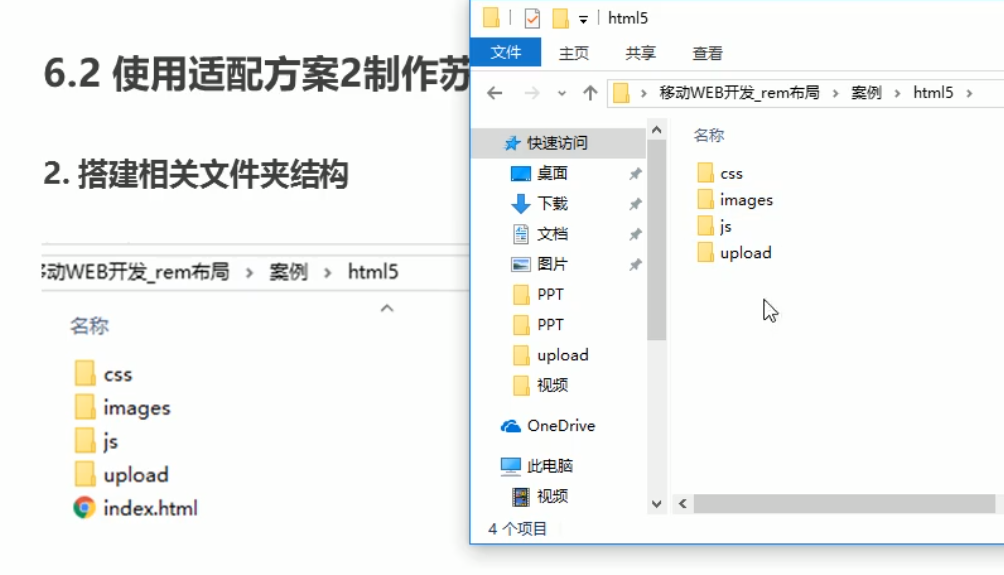 6.2 使用适配方案2制作苏
2. 搭建相关文件夹结构
移动WEB开发_rem布局 › 案例 › html5
名称
css
images
js
upload
index.html
html5
文件 主页 共享 查看
移动WEB开发_rem布局 › 案例 › html5 ›
快速访问
桌面
下载
文档
图片
PPT
PPT
upload
视频
OneDrive
此电脑
视频
名称
css
images
js
upload
4 个项目